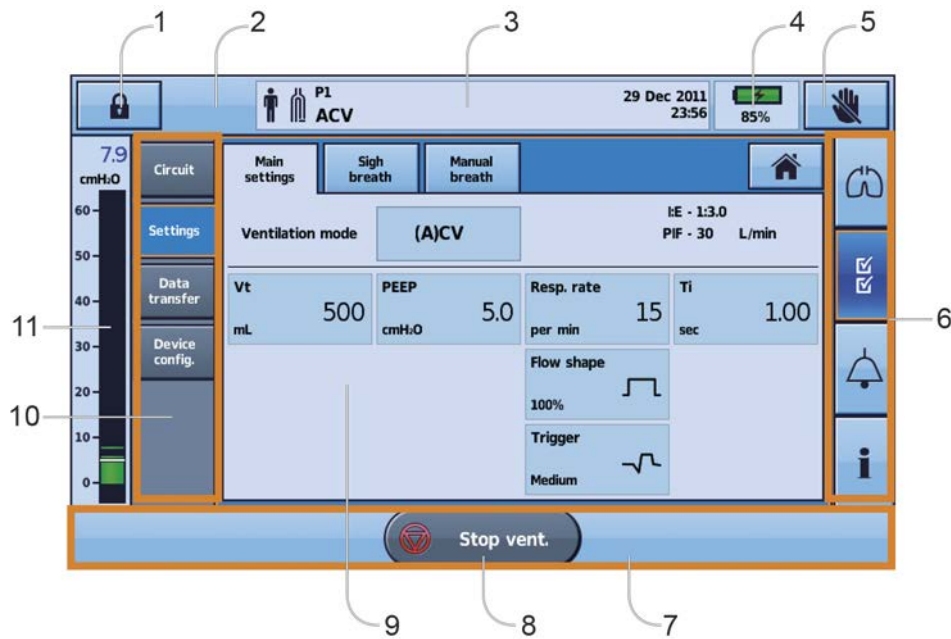 1
2
3
4
5
P1
ACV
29 Dec 2011
23:56
85%
7.9
cmH₂O
60
50
40
30
20
10
0
Circuit
Settings
Data
transfer
Device
config.
Main
settings
Sigh
breath
Manual
breath
Ventilation mode
(A)CV
I:E - 1:3.0
PIF - 30 L/min
Vt
500
mL
PEEP
5.0
cmH₂O
Resp. rate
15
per min
Ti
1.00
sec
Flow shape
100%
Trigger
Medium
i
6
11
10
Stop vent.
9
8
7